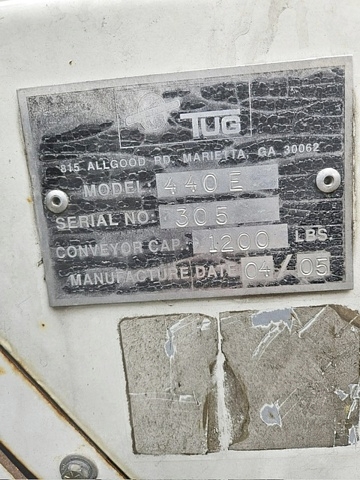 TUG
815 ALLGOOD RD. MARIETTA, GA 30062
MODEL: 440E
SERIAL NO. 305
CONVEYOR CAP.: 1200 LBS
MANUFACTURE DATE 04/05